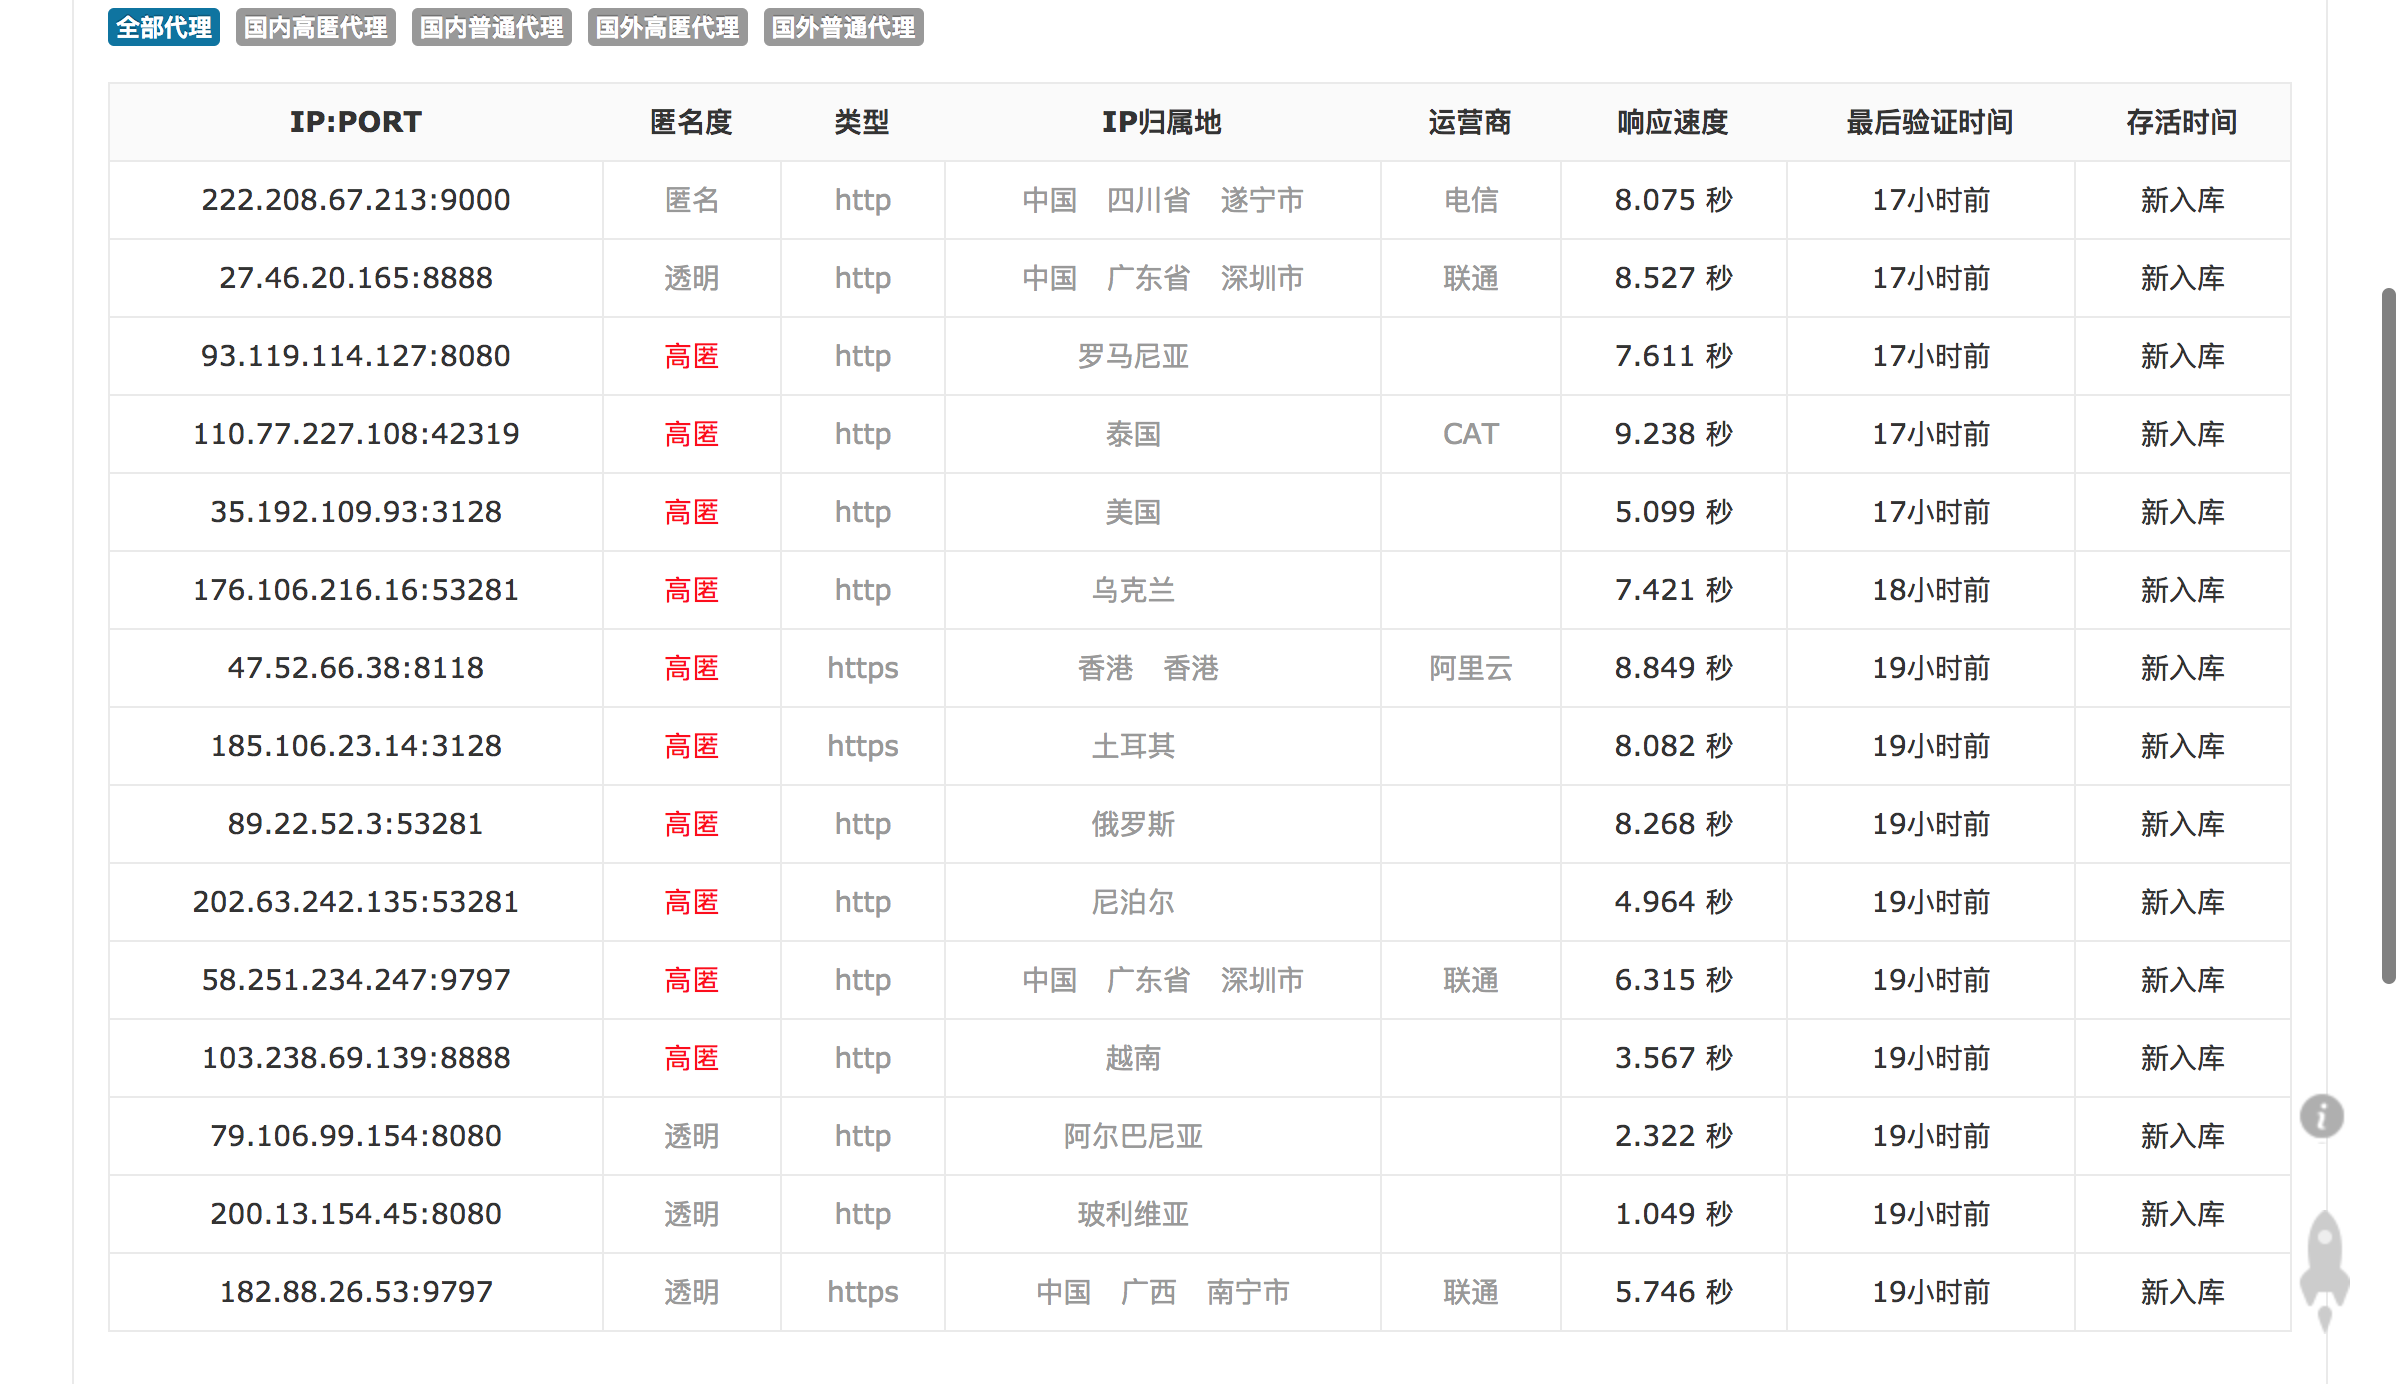 全部代理 国内高匿代理 国内普通代理 国外高匿代理 国外普通代理
IP:PORT 匿名度 类型 IP归属地 运营商 响应速度 最后验证时间 存活时间
222.208.67.213:9000 匿名 http 中国 四川省 遂宁市 电信 8.075 秒 17小时前 新入库
27.46.20.165:8888 透明 http 中国 广东省 深圳市 联通 8.527 秒 17小时前 新入库
93.119.114.127:8080 高匿 http 罗马尼亚 7.611 秒 17小时前 新入库
110.77.227.108:42319 高匿 http 泰国 CAT 9.238 秒 17小时前 新入库
35.192.109.93:3128 高匿 http 美国 5.099 秒 17小时前 新入库
176.106.216.16:53281 高匿 http 乌克兰 7.421 秒 18小时前 新入库
47.52.66.38:8118 高匿 https 香港 香港 阿里云 8.849 秒 19小时前 新入库
185.106.23.14:3128 高匿 https 土耳其 8.082 秒 19小时前 新入库
89.22.52.3:53281 高匿 http 俄罗斯 8.268 秒 19小时前 新入库
202.63.242.135:53281 高匿 http 尼泊尔 4.964 秒 19小时前 新入库
58.251.234.247:9797 高匿 http 中国 广东省 深圳市 联通 6.315 秒 19小时前 新入库
103.238.69.139:8888 高匿 http 越南 3.567 秒 19小时前 新入库
79.106.99.154:8080 透明 http 阿尔巴尼亚 2.322 秒 19小时前 新入库
200.13.154.45:8080 透明 http 玻利维亚 1.049 秒 19小时前 新入库
182.88.26.53:9797 透明 https 中国 广西 南宁市 联通 5.746 秒 19小时前 新入库